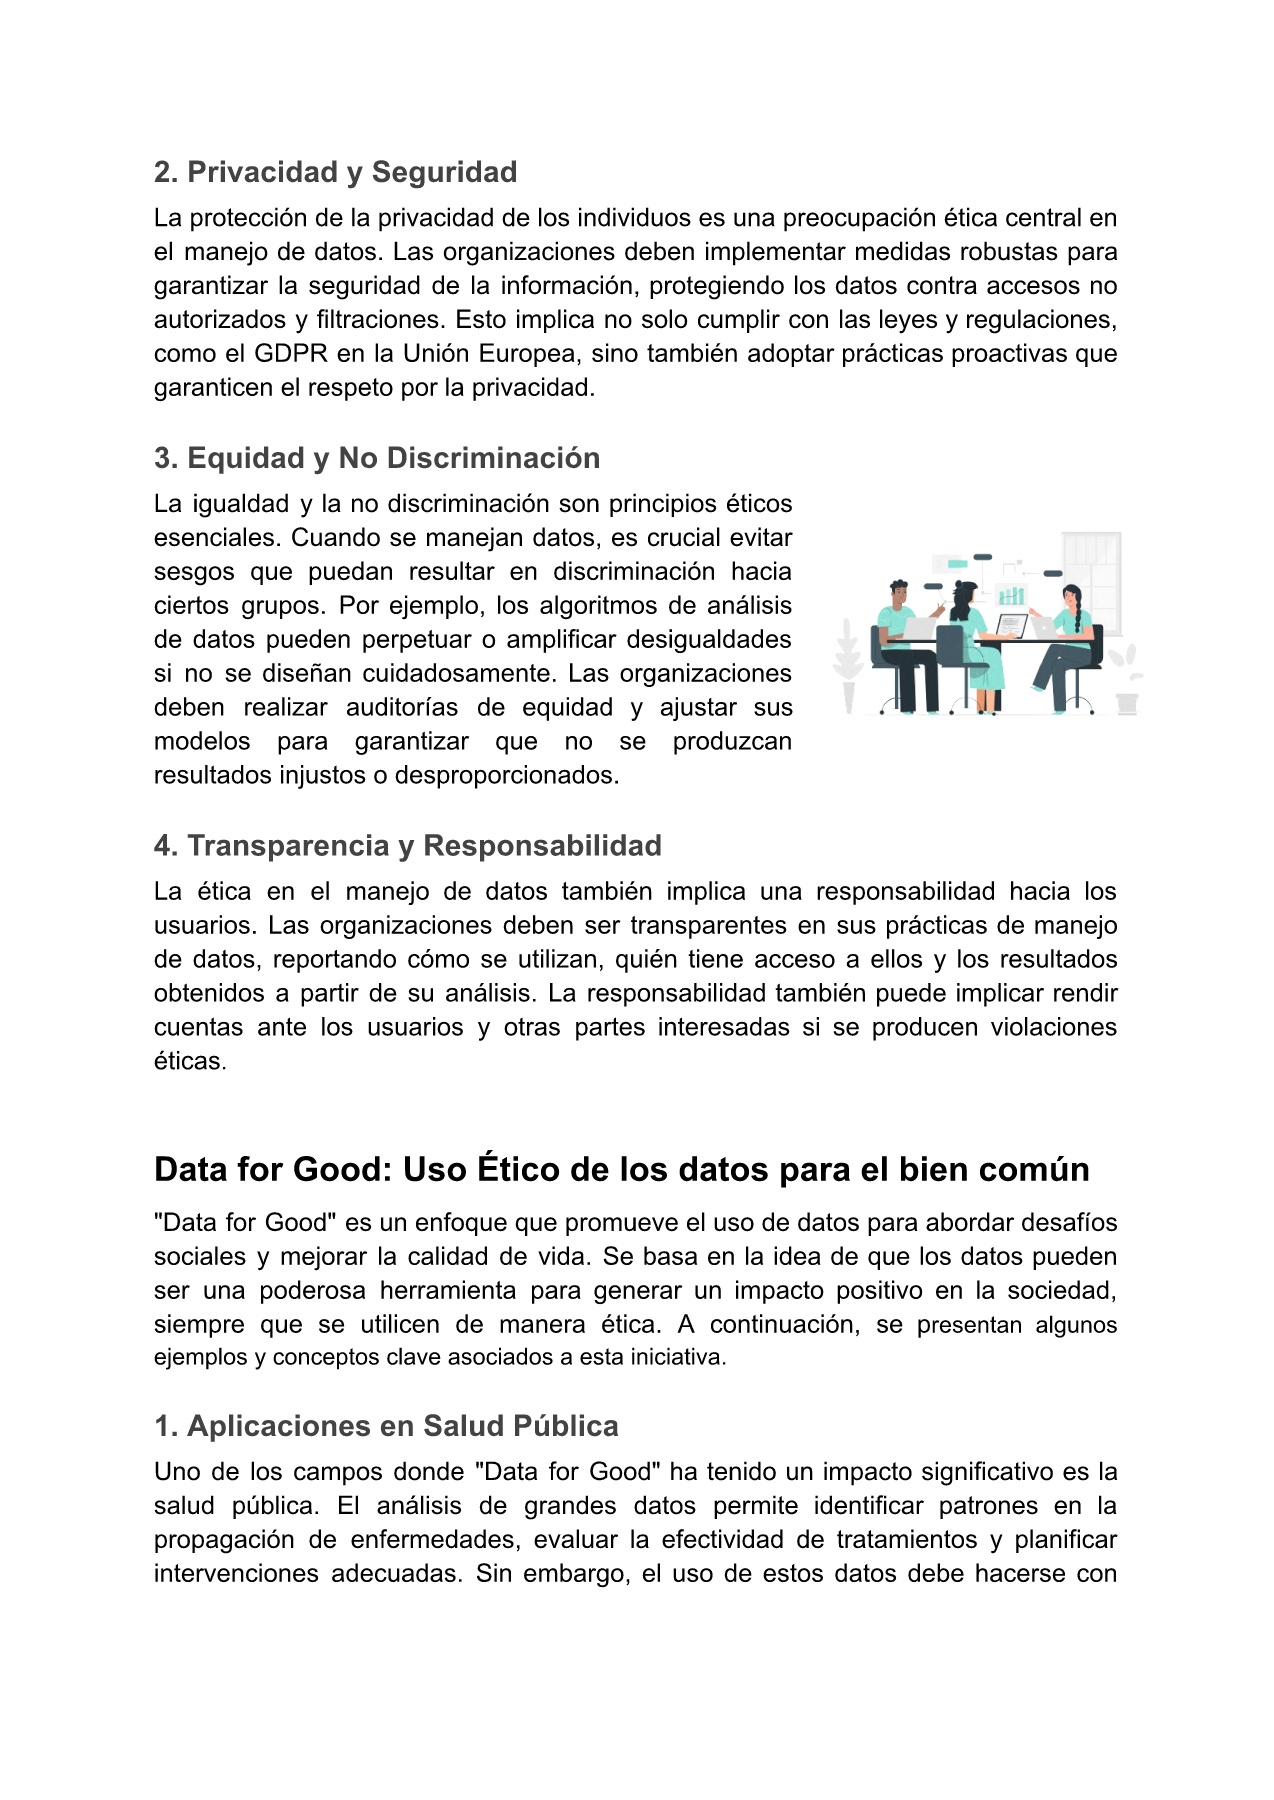 2. Privacidad y Seguridad
La protección de la privacidad de los individuos es una preocupación ética central en
el manejo de datos. Las organizaciones deben implementar medidas robustas para
garantizar la seguridad de la información, protegiendo los datos contra accesos no
autorizados y filtraciones. Esto implica no solo cumplir con las leyes y regulaciones,
como el GDPR en la Unión Europea, sino también adoptar prácticas proactivas que
garanticen el respeto por la privacidad.
3. Equidad y No Discriminación
La igualdad y la no discriminación son principios éticos
esenciales. Cuando se manejan datos, es crucial evitar
sesgos que puedan resultar en discriminación hacia
ciertos grupos. Por ejemplo, los algoritmos de análisis
de datos pueden perpetuar o amplificar desigualdades
si no se diseñan cuidadosamente. Las organizaciones
deben realizar auditorías de equidad y ajustar sus
modelos para garantizar que no se produzcan
resultados injustos o desproporcionados.
4. Transparencia y Responsabilidad
La ética en el manejo de datos también implica una responsabilidad hacia los
usuarios. Las organizaciones deben ser transparentes en sus prácticas de manejo
de datos, reportando cómo se utilizan, quién tiene acceso a ellos y los resultados
obtenidos a partir de su análisis. La responsabilidad también puede implicar rendir
cuentas ante los usuarios y otras partes interesadas si se producen violaciones
éticas.
Data for Good: Uso Ético de los datos para el bien común
"Data for Good" es un enfoque que promueve el uso de datos para abordar desafíos
sociales y mejorar la calidad de vida. Se basa en la idea de que los datos pueden
ser una poderosa herramienta para generar un impacto positivo en la sociedad,
siempre que se utilicen de manera ética. A continuación, se presentan algunos
ejemplos y conceptos clave asociados a esta iniciativa.
1. Aplicaciones en Salud Pública
Uno de los campos donde "Data for Good" ha tenido un impacto significativo es la
salud pública. El análisis de grandes datos permite identificar patrones en la
propagación de enfermedades, evaluar la efectividad de tratamientos y planificar
intervenciones adecuadas. Sin embargo, el uso de estos datos debe hacerse con